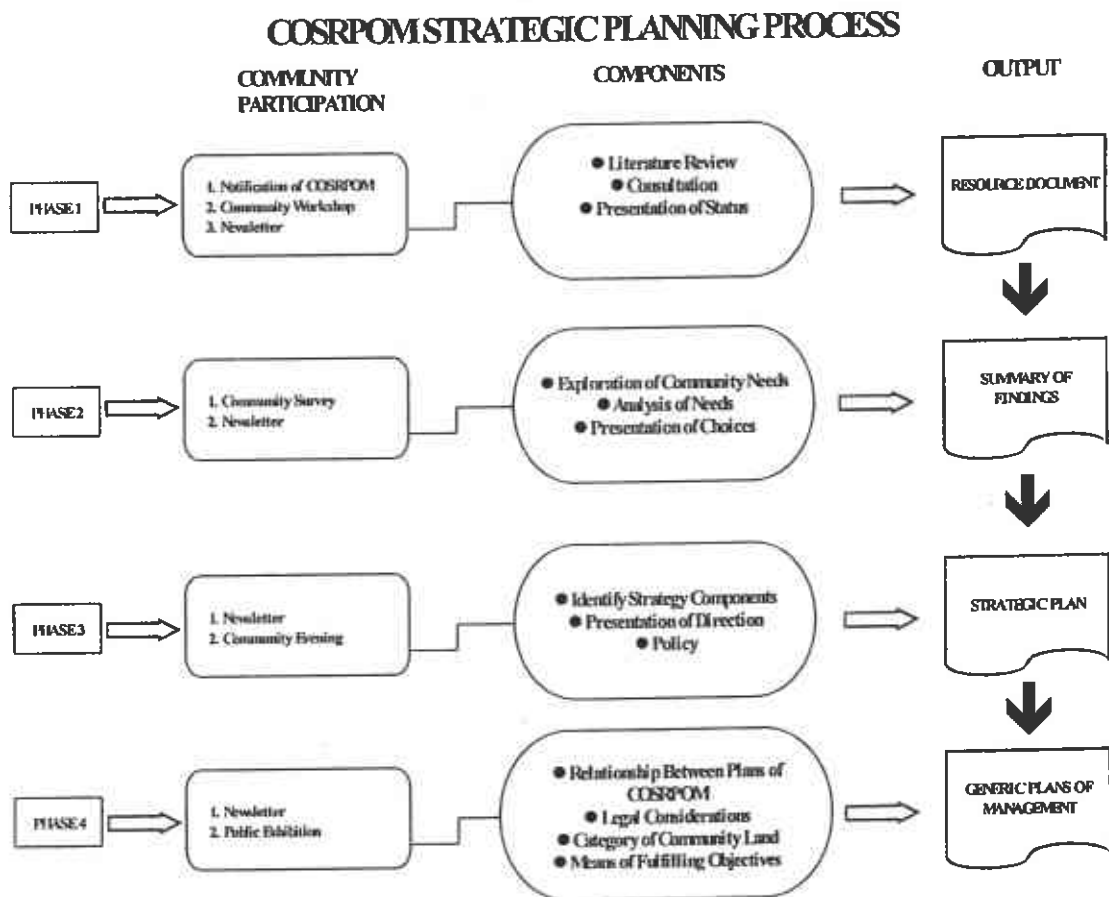 COSRPOM STRATEGIC PLANNING PROCESS
COMMUNITY
PARTICIPATION
COMPONENTS
OUTPUT
PHASE 1
1. Notification of COSRPOM
2. Community Workshop
3. Newsletter
● Literature Review
● Consultation
● Presentation of Status
RESOURCE DOCUMENT
PHASE 2
1. Community Survey
2. Newsletter
● Exploration of Community Needs
● Analysis of Needs
● Presentation of Choices
SUMMARY OF
FINDINGS
PHASE 3
1. Newsletter
2. Community Evening
● Identify Strategy Components
● Presentation of Direction
● Policy
STRATEGIC PLAN
PHASE 4
1. Newsletter
2. Public Exhibition
● Relationship Between Plans of
COSRPOM
● Legal Considerations
● Category of Community Land
● Means of Fulfilling Objectives
GENERIC PLANS OF
MANAGEMENT